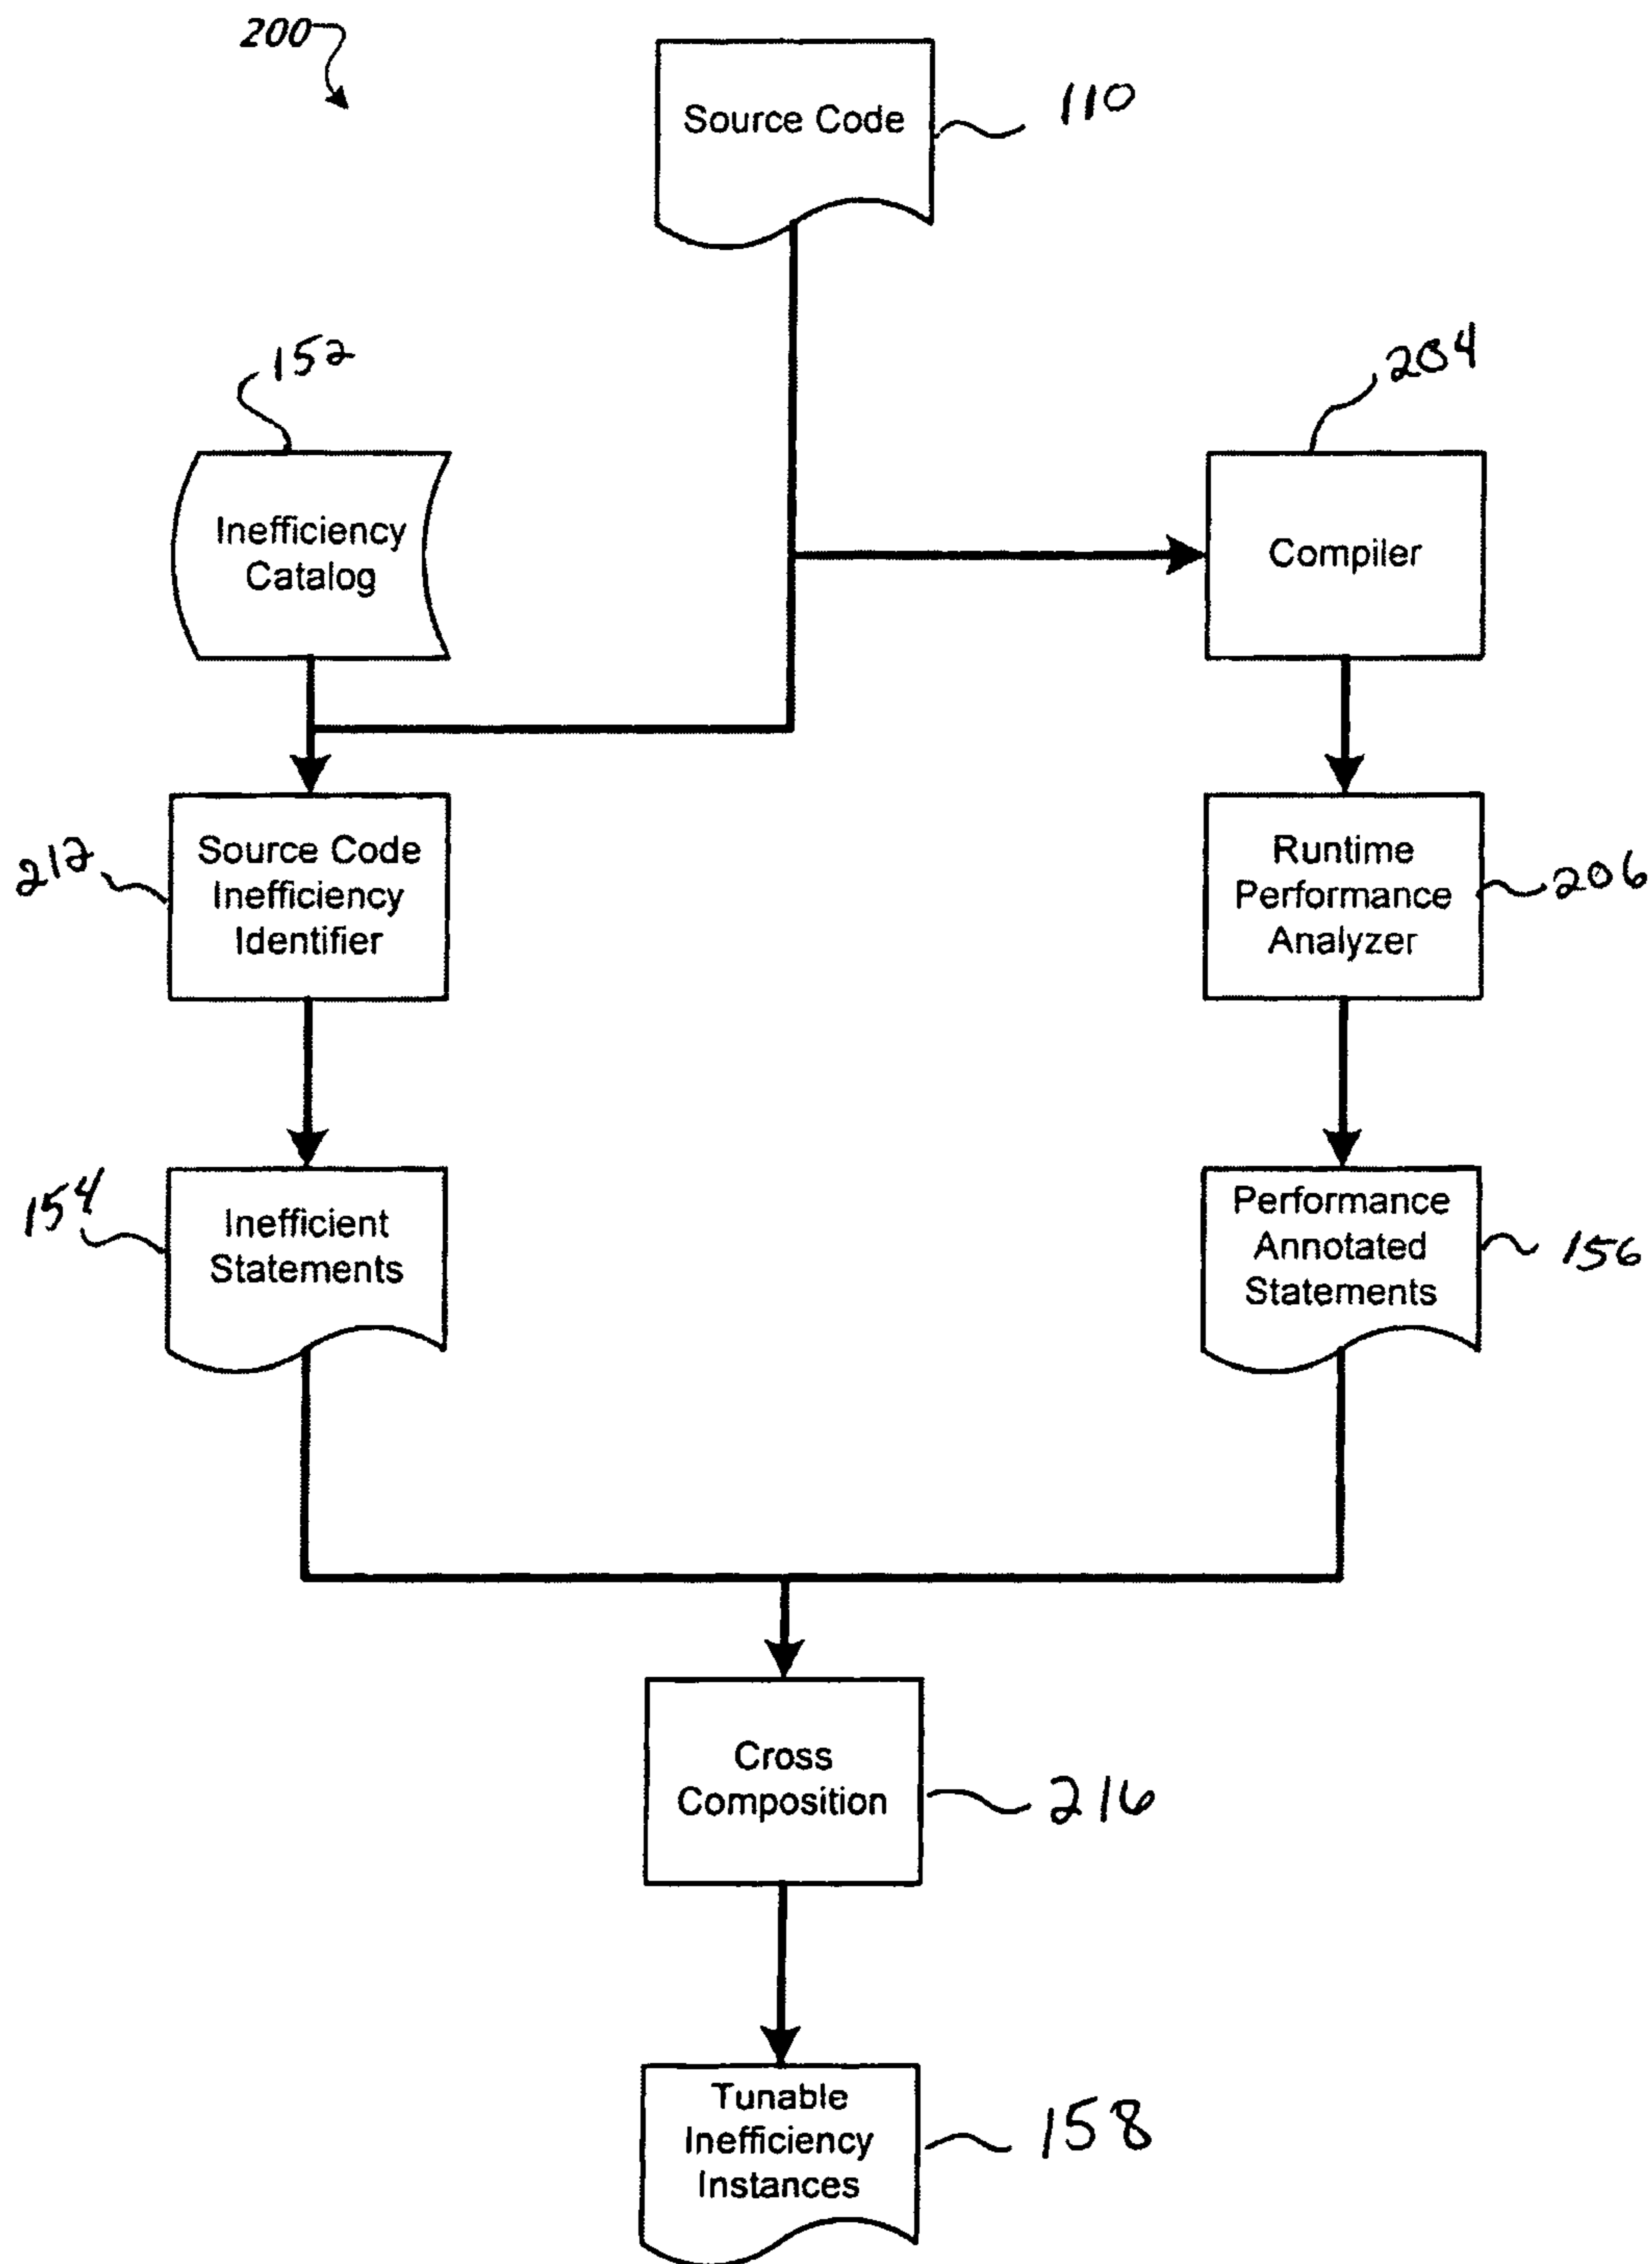 200
Source Code
110
152
204
Inefficiency
Catalog
Compiler
212
Source Code
Inefficiency
Identifier
Runtime
Performance
Analyzer
206
154
Inefficient
Statements
Performance
Annotated
Statements
156
Cross
Composition
216
Tunable
Inefficiency
Instances
158